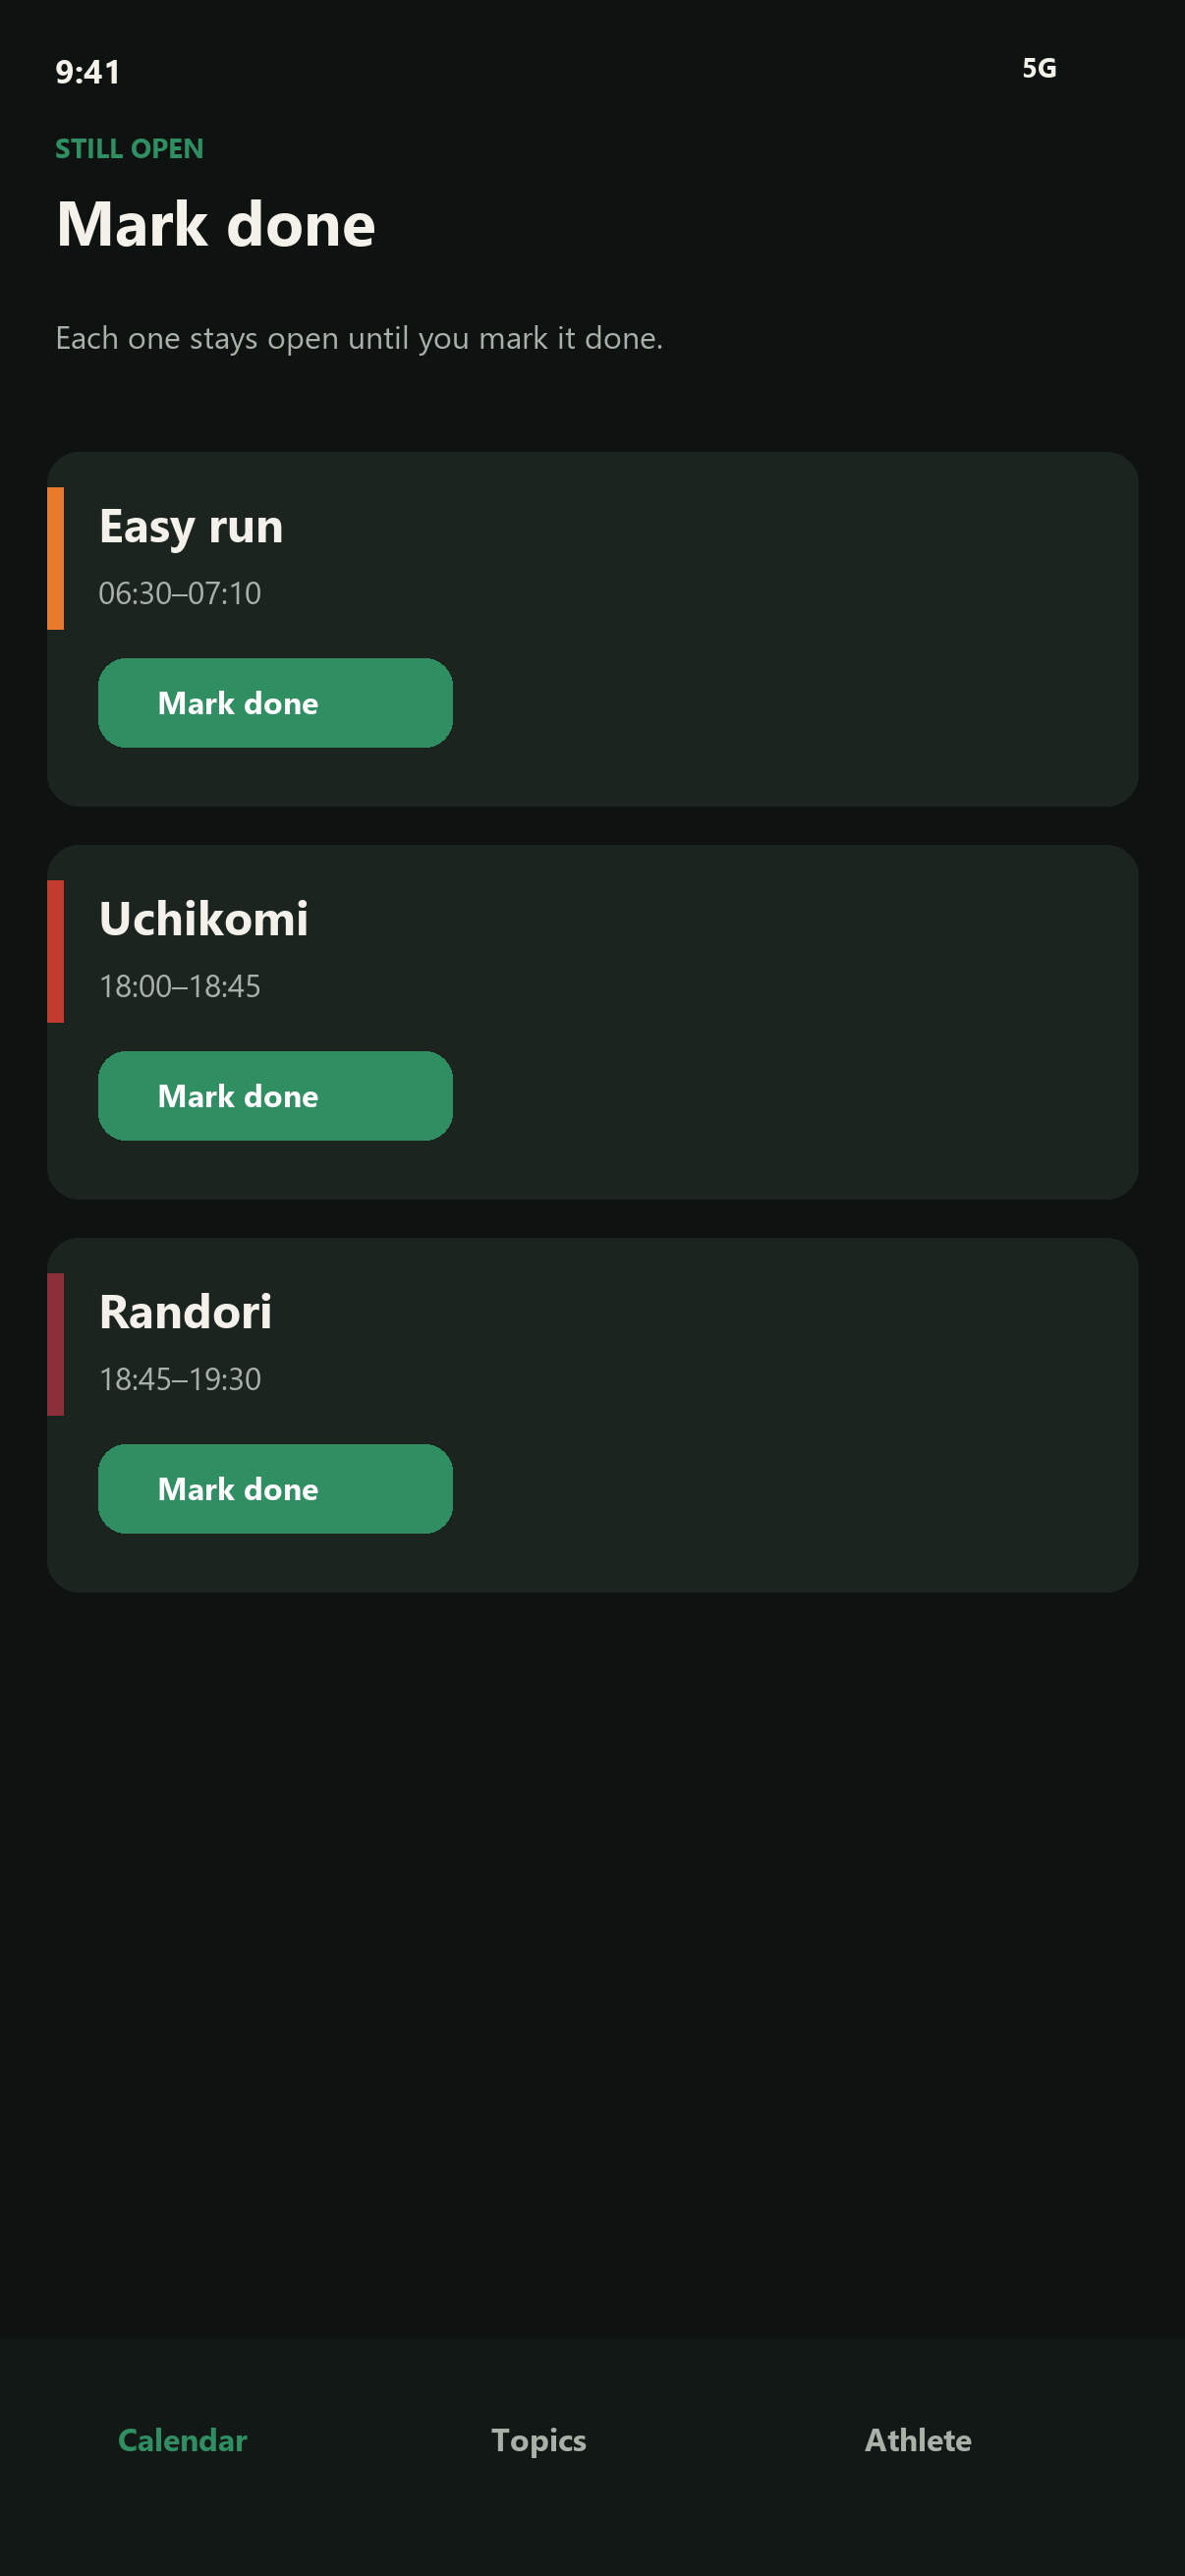 9:41
5G
STILL OPEN
Mark done
Each one stays open until you mark it done.
Easy run
06:30–07:10
Mark done
Uchikomi
18:00–18:45
Mark done
Randori
18:45–19:30
Mark done
Calendar
Topics
Athlete